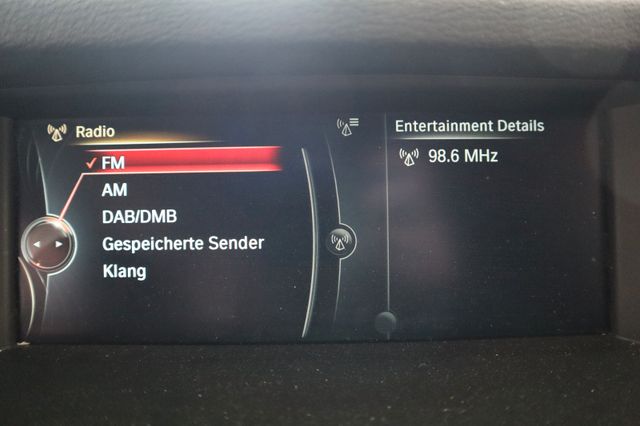 Radio
FM
AM
DAB/DMB
Gespeicherte Sender
Klang
Entertainment Details
98.6 MHz